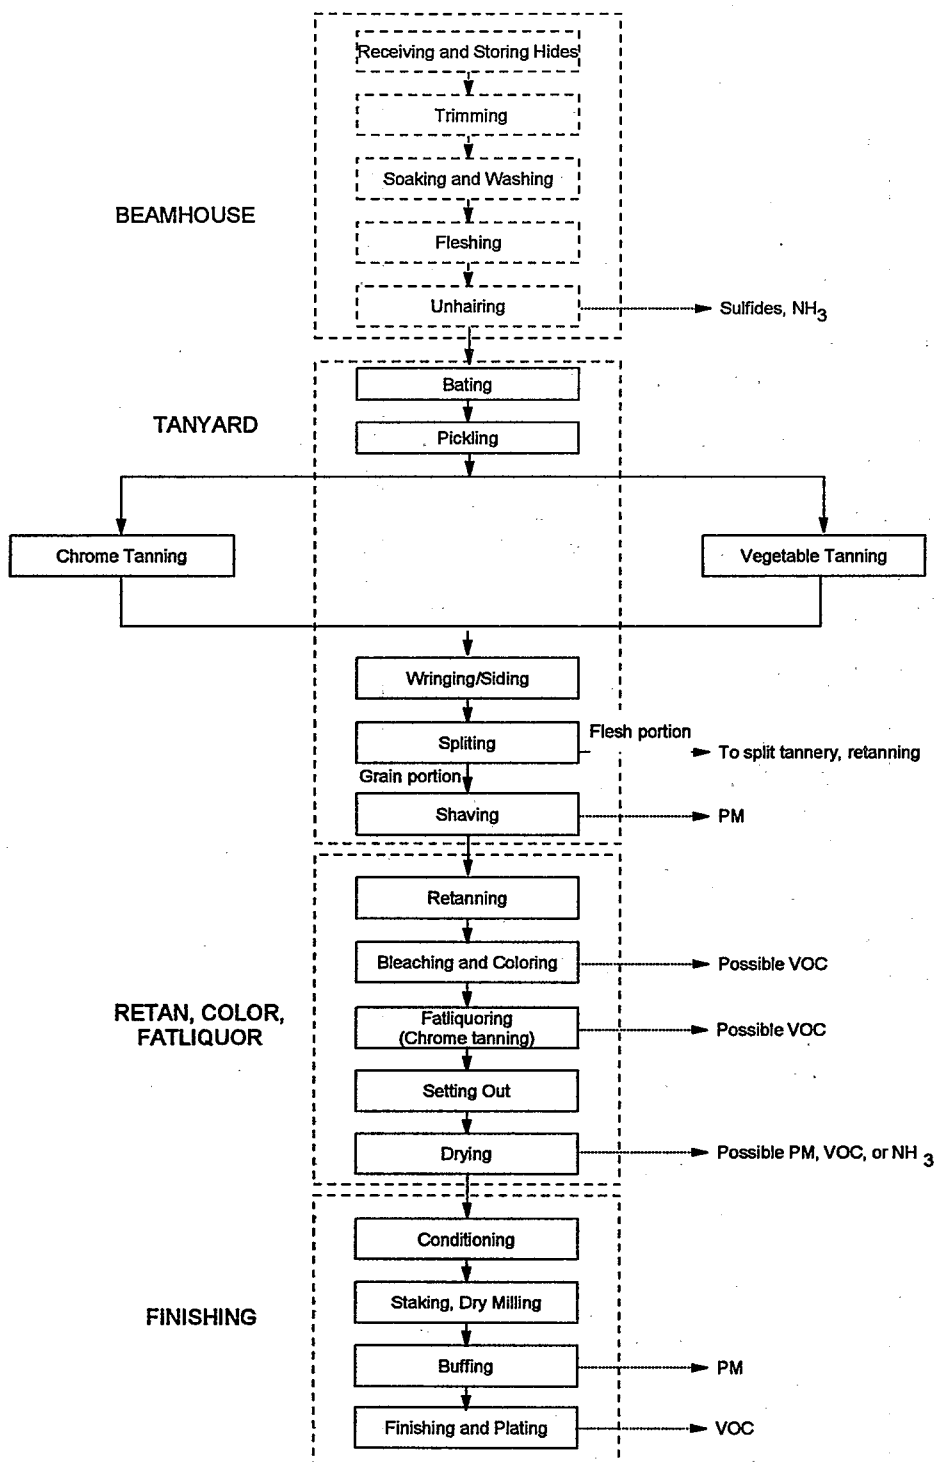 Receiving and Storing Hides
Trimming
Soaking and Washing
BEAMHOUSE
Fleshing
Unhairing
Sulfides, NH3
Bating
TANYARD
Pickling
Chrome Tanning
Vegetable Tanning
Wringing/Siding
Spliting
Flesh portion
To split tannery, retanning
Grain portion
Shaving
PM
Retanning
Bleaching and Coloring
Possible VOC
RETAN, COLOR,
FATLIQUOR
Fatliquoring
(Chrome tanning)
Possible VOC
Setting Out
Drying
Possible PM, VOC, or NH 3
Conditioning
Staking, Dry Milling
FINISHING
Buffing
PM
Finishing and Plating
VOC